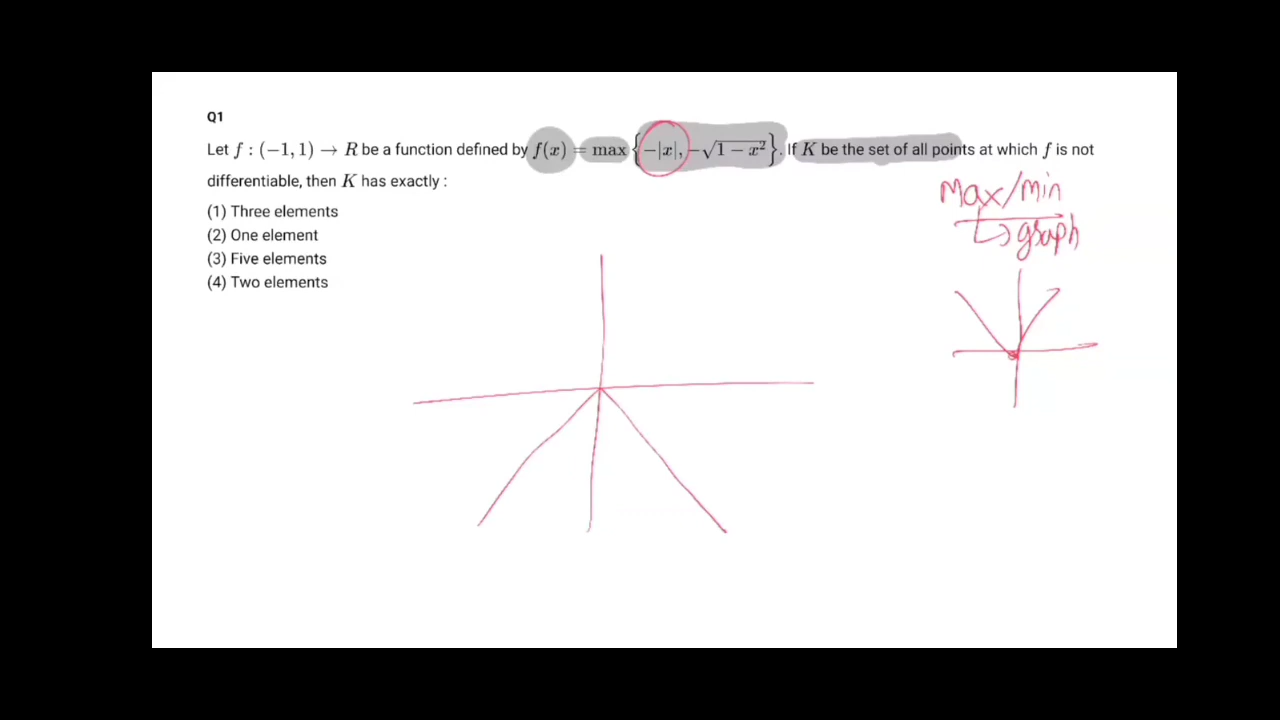 Q1
Let f : (−1, 1) → R be a function defined by f(x) = max {−|x|, −√(1 − x²)}. If K be the set of all points at which f is not
differentiable, then K has exactly :
(1) Three elements
(2) One element
(3) Five elements
(4) Two elements
Max/min
↳ graph